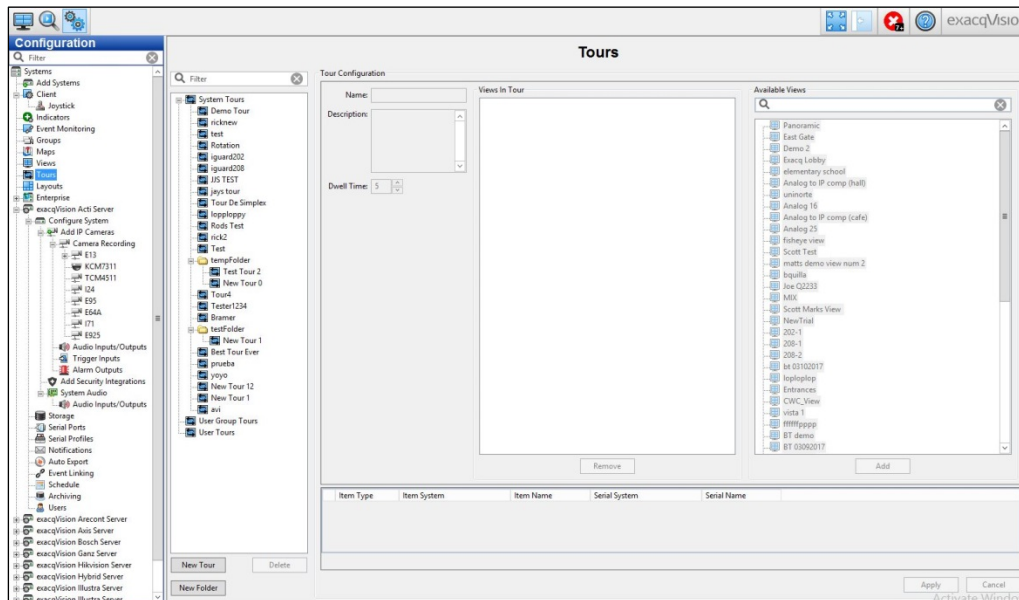 exacqVisio
Configuration
Filter
Systems
Add Systems
Client
Joystick
Indicators
Event Monitoring
Groups
Maps
Views
Tours
Layouts
Enterprise
exacqVision Acti Server
Configure System
Add IP Cameras
Camera Recording
E13
KCM7311
TCM4511
I24
E95
E64A
I71
E925
Audio Inputs/Outputs
Trigger Inputs
Alarm Outputs
Add Security Integrations
System Audio
Audio Inputs/Outputs
Storage
Serial Ports
Serial Profiles
Notifications
Auto Export
Event Linking
Schedule
Archiving
Users
exacqVision Arecont Server
exacqVision Axis Server
exacqVision Bosch Server
exacqVision Ganz Server
exacqVision Hikvision Server
exacqVision Hybrid Server
exacqVision Illustra Server
exacqVision Illustra Server
Tours
Filter
System Tours
Demo Tour
ricknew
test
Rotation
iguard202
iguard208
JJS TEST
jays tour
Tour De Simplex
lopploppy
Rods Test
rick2
Test
tempFolder
Test Tour 2
New Tour 0
Tour4
Tester1234
Bramer
testFolder
New Tour 1
Best Tour Ever
prueba
yoyo
New Tour 12
New Tour 1
avi
User Group Tours
User Tours
New Tour
Delete
New Folder
Tour Configuration
Name:
Description:
Dwell Time: 5
Views In Tour
Remove
Available Views
Panoramic
East Gate
Demo 2
Exacq Lobby
elementary school
Analog to IP comp (hall)
uninorte
Analog 16
Analog to IP comp (cafe)
Analog 25
fisheye view
Scott Test
matts demo view num 2
bquilla
Joe Q2233
MIX
Scott Marks View
NewTrial
202-1
208-1
208-2
bt 03102017
loploplop
Entrances
CWC_View
vista 1
ffffffpppp
BT demo
BT 03092017
Add
Item Type Item System Item Name Serial System Serial Name
Apply Cancel
Activate Windo